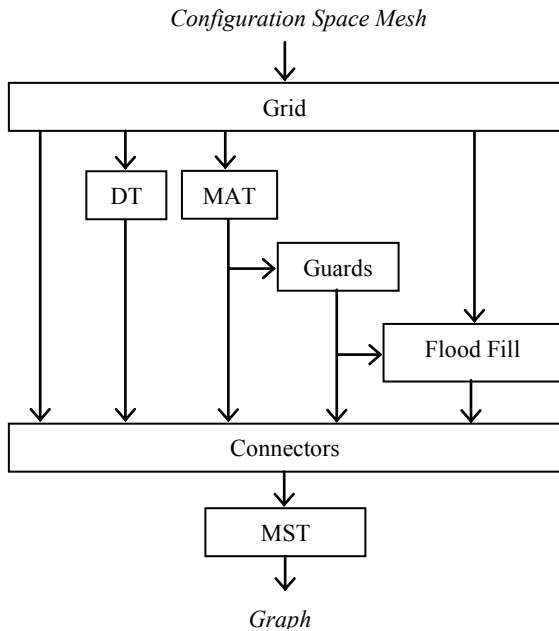 Configuration Space Mesh
Grid
DT
MAT
Guards
Flood Fill
Connectors
MST
Graph